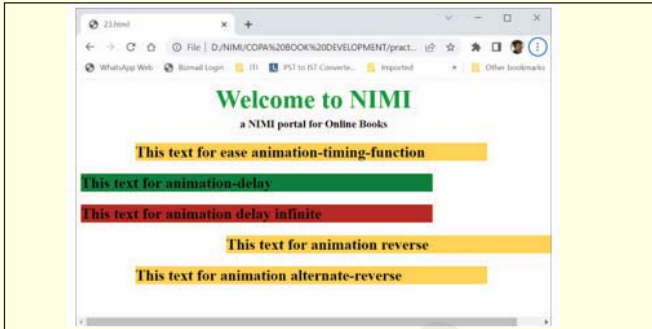 23.html
File | D:/NIMI/COPA%20BOOK%20DEVELOPMENT/pract...
WhatsApp Web Bizmail Login ITI PST to IST Converte... Imported » Other bookmarks
Welcome to NIMI
a NIMI portal for Online Books
This text for ease animation-timing-function
This text for animation-delay
This text for animation delay infinite
This text for animation reverse
This text for animation alternate-reverse